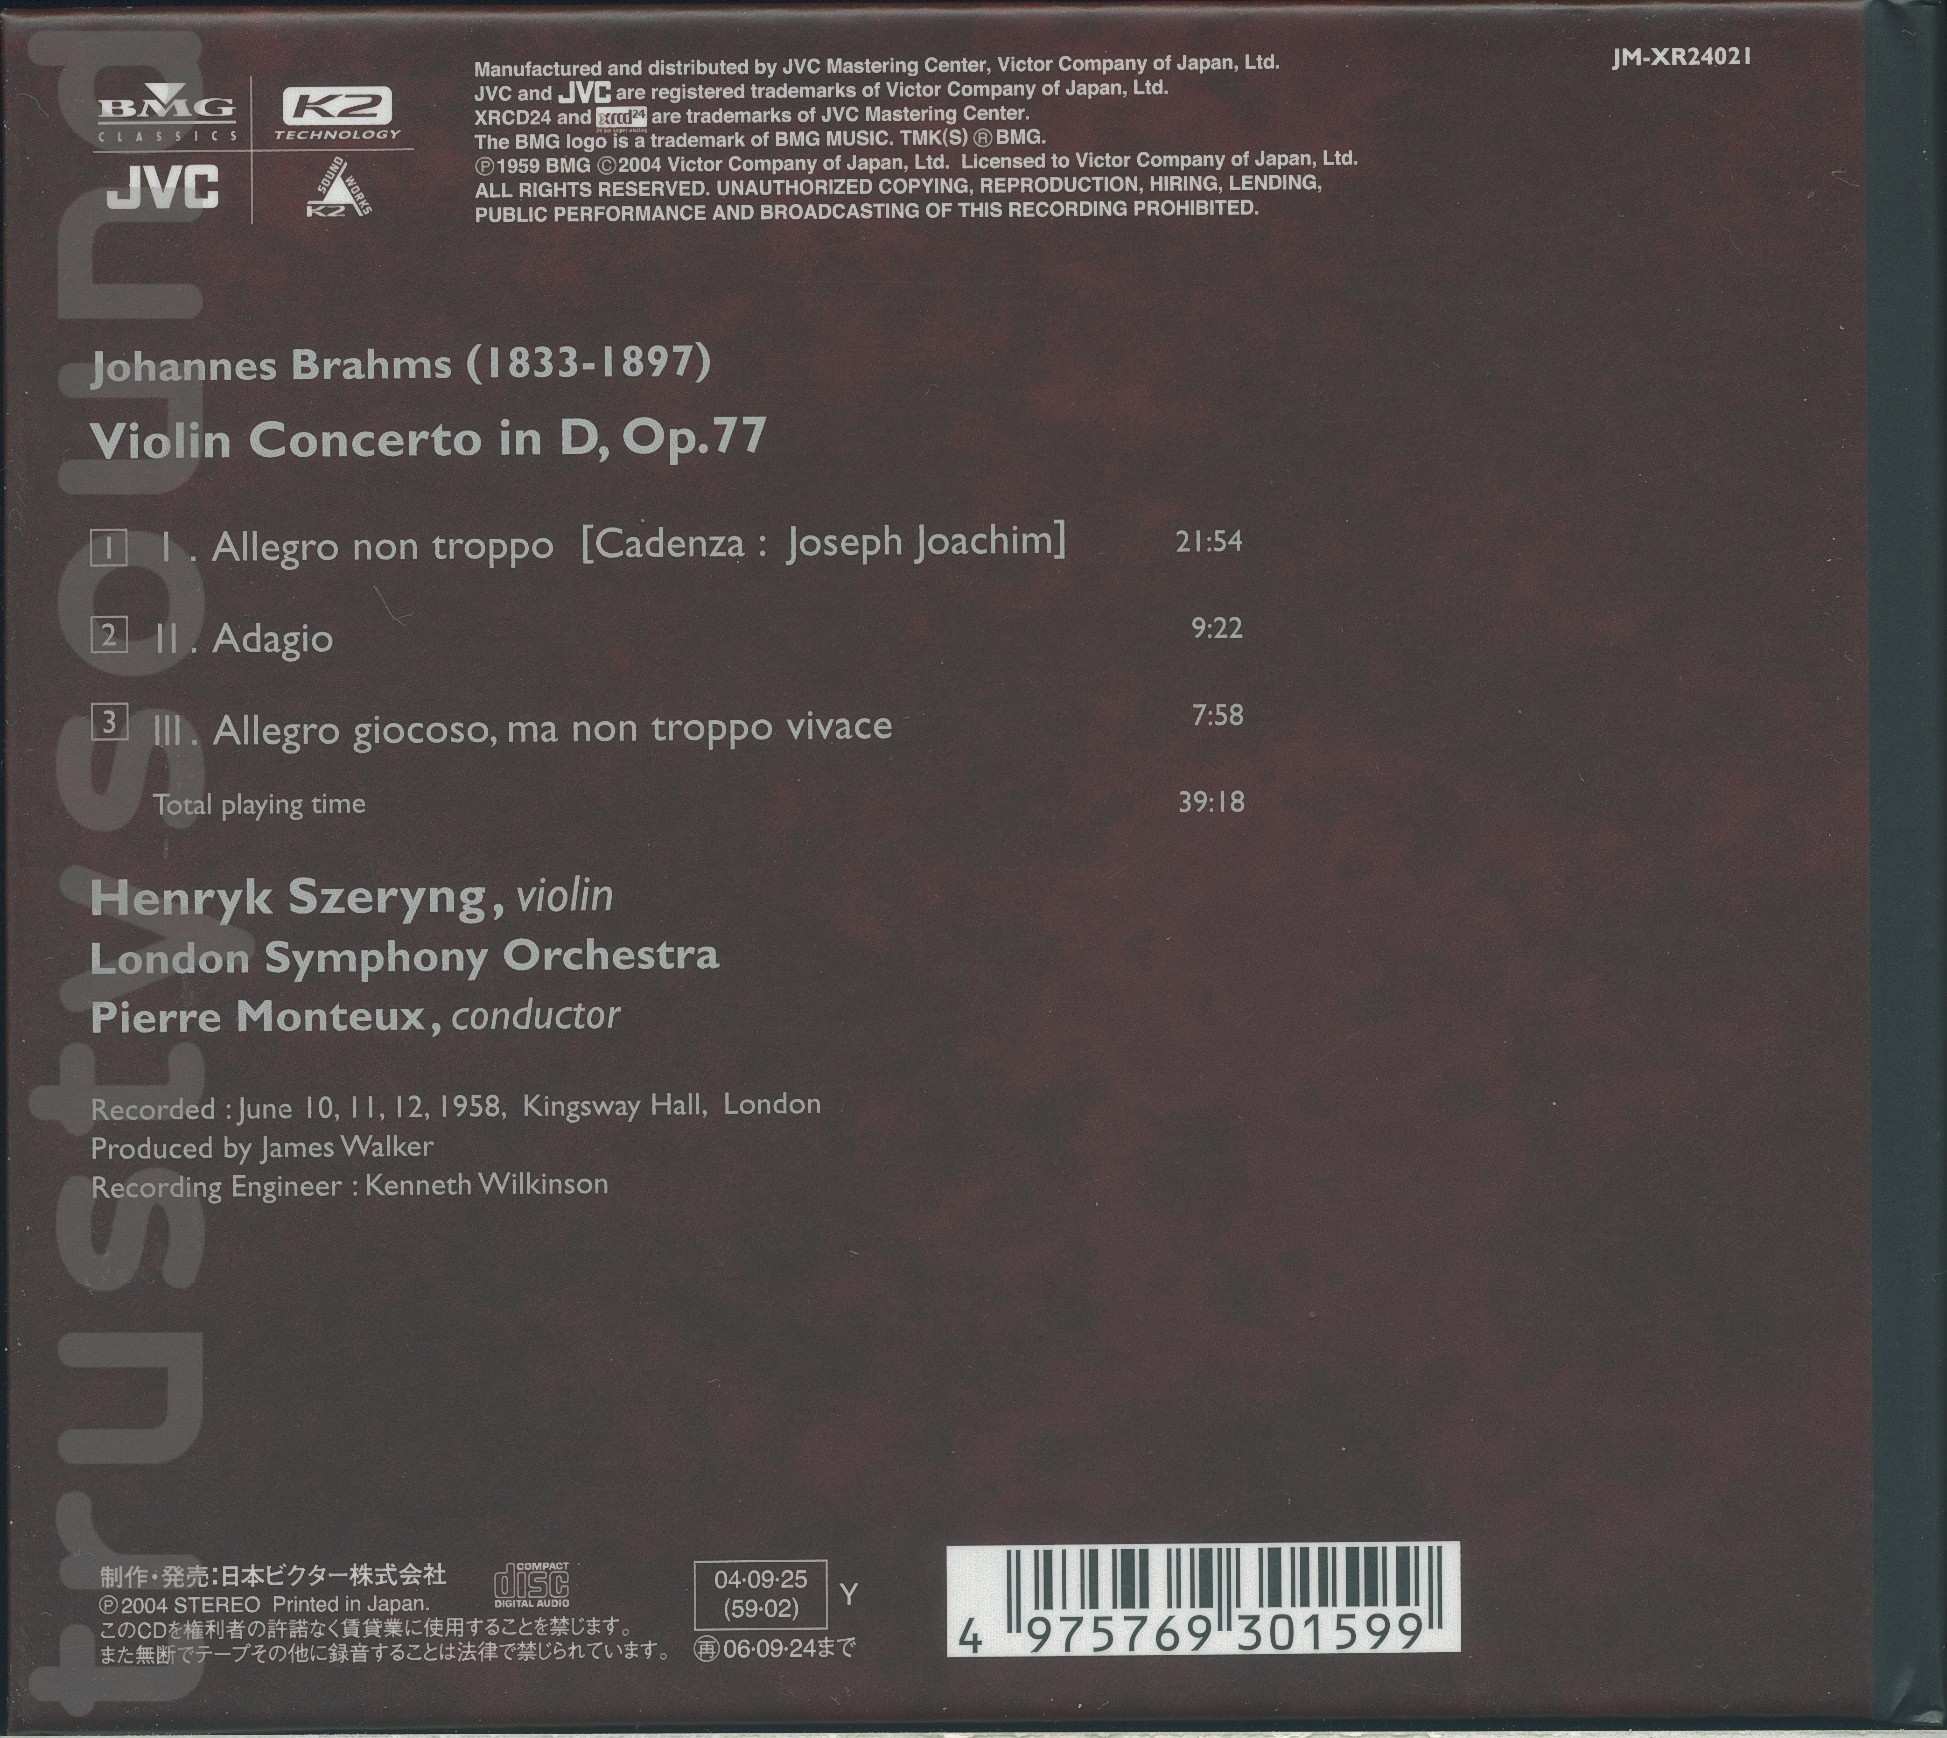 JM-XR24021
BMG
CLASSICS
K2
TECHNOLOGY
JVC
SOUND
WORKS
K2
Manufactured and distributed by JVC Mastering Center, Victor Company of Japan, Ltd.
JVC and JVC are registered trademarks of Victor Company of Japan, Ltd.
XRCD24 and xrcd24 are trademarks of JVC Mastering Center.
The BMG logo is a trademark of BMG MUSIC. TMK(S) ® BMG.
Ⓟ1959 BMG ©2004 Victor Company of Japan, Ltd. Licensed to Victor Company of Japan, Ltd.
ALL RIGHTS RESERVED. UNAUTHORIZED COPYING, REPRODUCTION, HIRING, LENDING,
PUBLIC PERFORMANCE AND BROADCASTING OF THIS RECORDING PROHIBITED.
Johannes Brahms (1833-1897)
Violin Concerto in D, Op.77
1 I. Allegro non troppo [Cadenza : Joseph Joachim] 21:54
2 II. Adagio 9:22
3 III. Allegro giocoso, ma non troppo vivace 7:58
Total playing time 39:18
Henryk Szeryng, violin
London Symphony Orchestra
Pierre Monteux, conductor
Recorded : June 10, 11, 12, 1958, Kingsway Hall, London
Produced by James Walker
Recording Engineer : Kenneth Wilkinson
制作・発売:日本ビクター株式会社
Ⓟ2004 STEREO Printed in Japan.
このCDを権利者の許諾なく賃貸業に使用することを禁じます。
また無断でテープその他に録音することは法律で禁じられています。
COMPACT
disc
DIGITAL AUDIO
04·09·25
(59·02)
Y
再06·09·24まで
4 975769 301599
trustysound